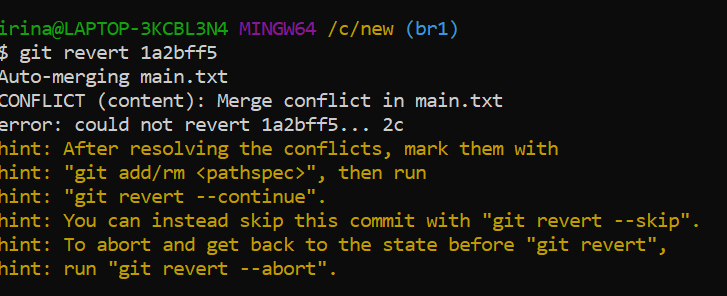 irina@LAPTOP-3KCBL3N4 MINGW64 /c/new (br1)
$ git revert 1a2bff5
Auto-merging main.txt
CONFLICT (content): Merge conflict in main.txt
error: could not revert 1a2bff5... 2c
hint: After resolving the conflicts, mark them with
hint: "git add/rm <pathspec>", then run
hint: "git revert --continue".
hint: You can instead skip this commit with "git revert --skip".
hint: To abort and get back to the state before "git revert",
hint: run "git revert --abort".